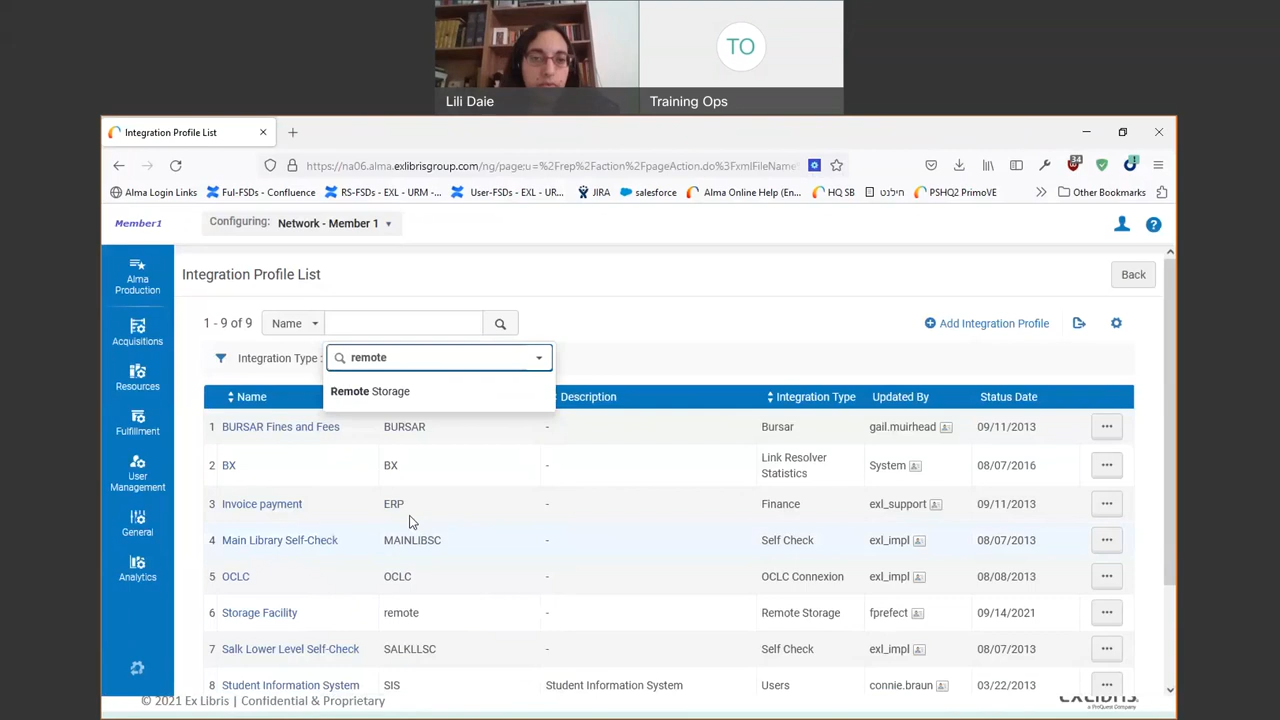 TO
Lili Daie
Training Ops
Integration Profile List
https://na06.alma.exlibrisgroup.com/ng/page:u=%2Frep%2Faction%2FpageAction.do%3FxmlFileName
34
Alma Login Links
Ful-FSDs - Confluence
RS-FSDs - EXL - URM -...
User-FSDs - EXL - UR...
JIRA
salesforce
Alma Online Help (En...
HQ SB
חילנט
PSHQ2 PrimoVE
Other Bookmarks
Member1
Configuring: Network - Member 1
Alma
Production
Acquisitions
Resources
Fulfillment
User
Management
General
Analytics
Integration Profile List
Back
1 - 9 of 9
Name
Add Integration Profile
Integration Type :
remote
Remote Storage
Name
Description
Integration Type
Updated By
Status Date
1 BURSAR Fines and Fees BURSAR - Bursar gail.muirhead 09/11/2013
2 BX BX - Link Resolver Statistics System 08/07/2016
3 Invoice payment ERP - Finance exl_support 09/11/2013
4 Main Library Self-Check MAINLIBSC - Self Check exl_impl 08/07/2013
5 OCLC OCLC - OCLC Connexion exl_impl 08/08/2013
6 Storage Facility remote - Remote Storage fprefect 09/14/2021
7 Salk Lower Level Self-Check SALKLLSC - Self Check exl_impl 08/07/2013
8 Student Information System SIS Student Information System Users connie.braun 03/22/2013
© 2021 Ex Libris | Confidential & Proprietary
ExLibris
a ProQuest Company